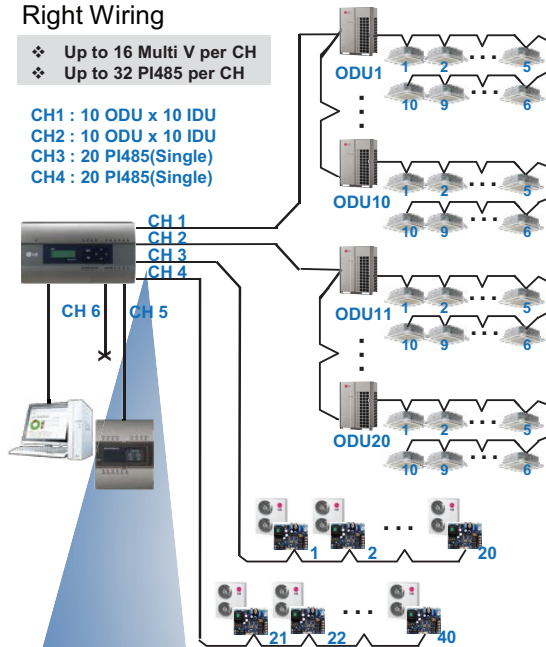 Right Wiring
❖ Up to 16 Multi V per CH
❖ Up to 32 PI485 per CH
CH1 : 10 ODU x 10 IDU
CH2 : 10 ODU x 10 IDU
CH3 : 20 PI485(Single)
CH4 : 20 PI485(Single)
ODU1
1 2 5
10 9 6
ODU10
1 2 5
10 9 6
CH 1
CH 2
CH 3
CH 4
CH 6
CH 5
ODU11
1 2 5
10 9 6
ODU20
1 2 5
10 9 6
1 2 20
21 22 40